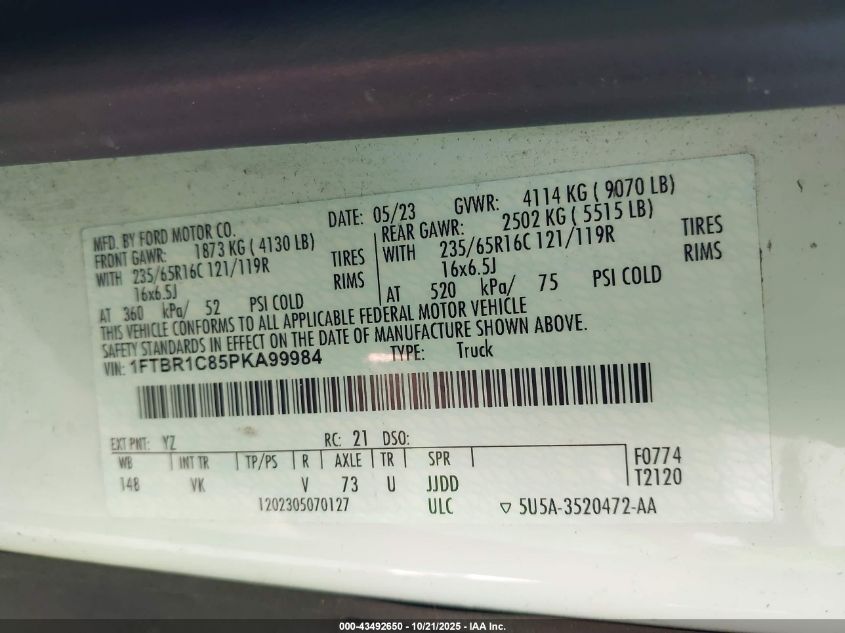 MFD. BY FORD MOTOR CO. DATE: 05/23 GVWR: 4114 KG ( 9070 LB)
FRONT GAWR: 1873 KG ( 4130 LB) REAR GAWR: 2502 KG ( 5515 LB)
WITH 235/65R16C 121/119R TIRES WITH 235/65R16C 121/119R TIRES
16x6.5J RIMS 16x6.5J RIMS
AT 360 kPa/ 52 PSI COLD AT 520 kPa/ 75 PSI COLD
THIS VEHICLE CONFORMS TO ALL APPLICABLE FEDERAL MOTOR VEHICLE
SAFETY STANDARDS IN EFFECT ON THE DATE OF MANUFACTURE SHOWN ABOVE.
VIN: 1FTBR1C85PKA99984 TYPE: Truck
EXT PNT: YZ RC: 21 DSO:
WB INT TR TP/PS R AXLE TR SPR F0774
148 VK V 73 U JJDD T2120
1202305070127 ULC ▽ 5U5A-3520472-AA
000-43492650 - 10/21/2025 - IAA Inc.